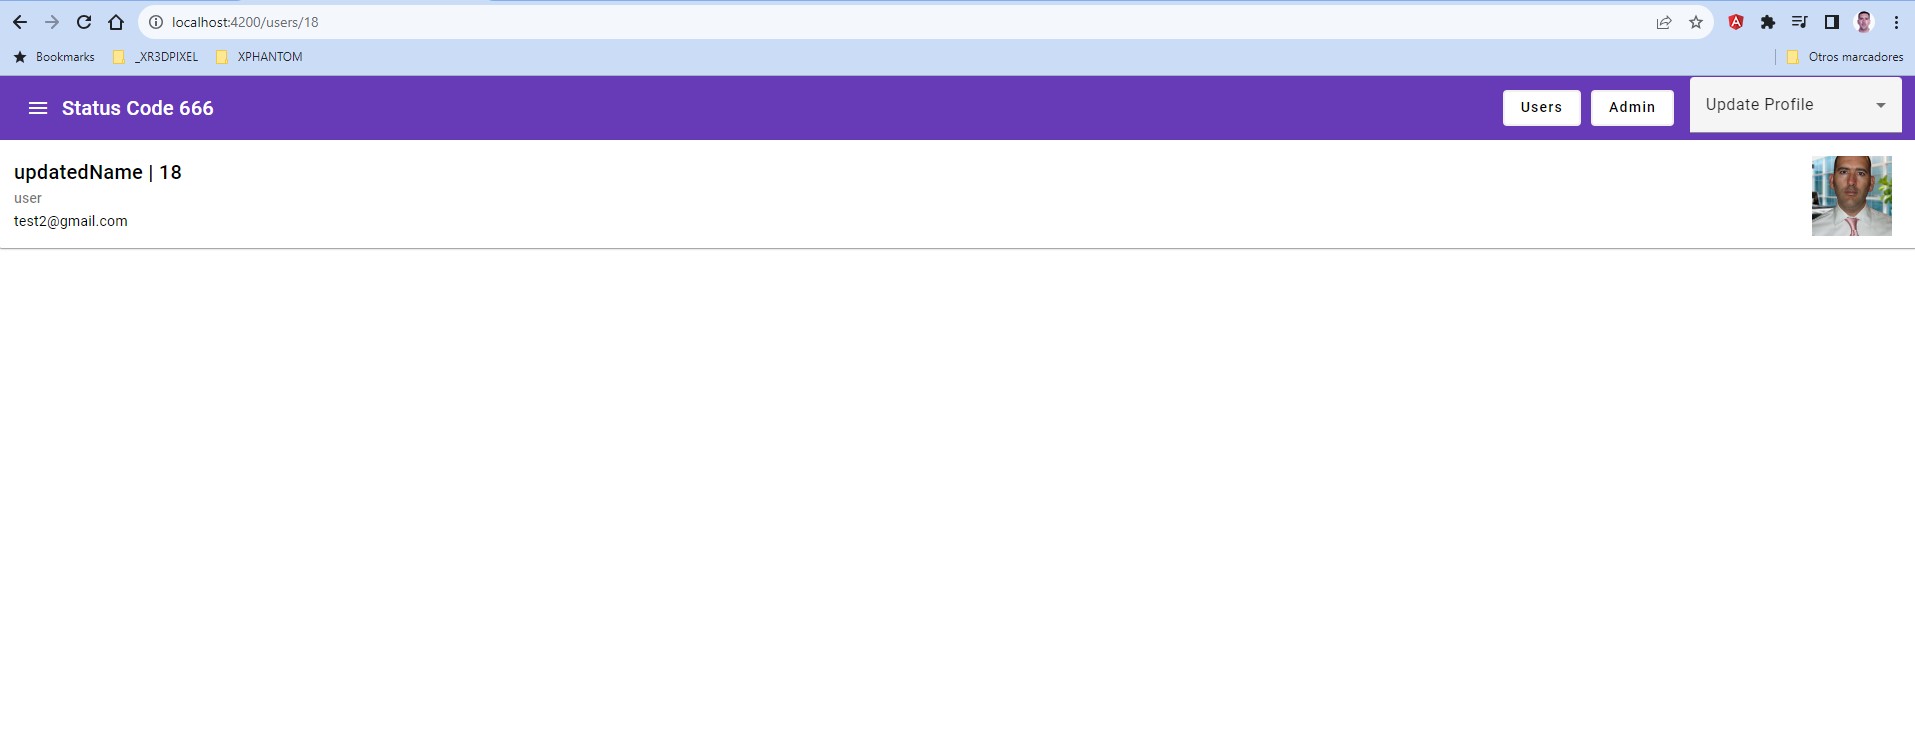 localhost:4200/users/18
Bookmarks _XR3DPIXEL XPHANTOM Otros marcadores
Status Code 666 Users Admin Update Profile
updatedName | 18
user
test2@gmail.com